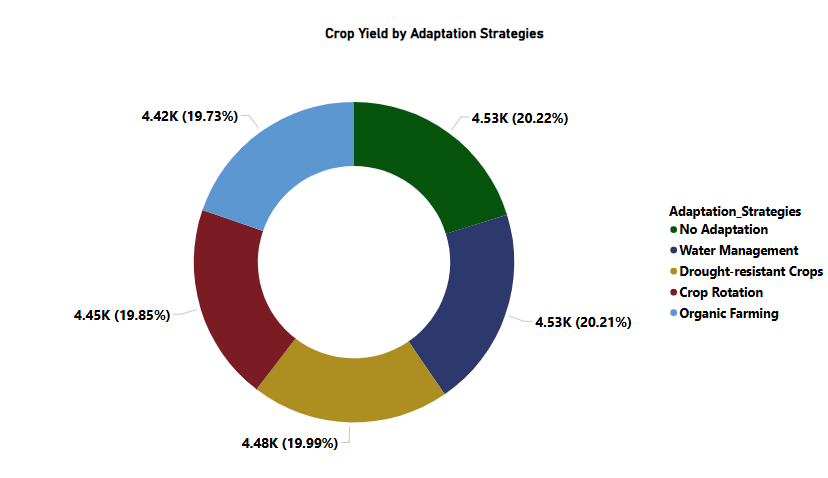 Crop Yield by Adaptation Strategies
4.42K (19.73%)
4.53K (20.22%)
4.45K (19.85%)
4.53K (20.21%)
4.48K (19.99%)
Adaptation_Strategies
No Adaptation
Water Management
Drought-resistant Crops
Crop Rotation
Organic Farming